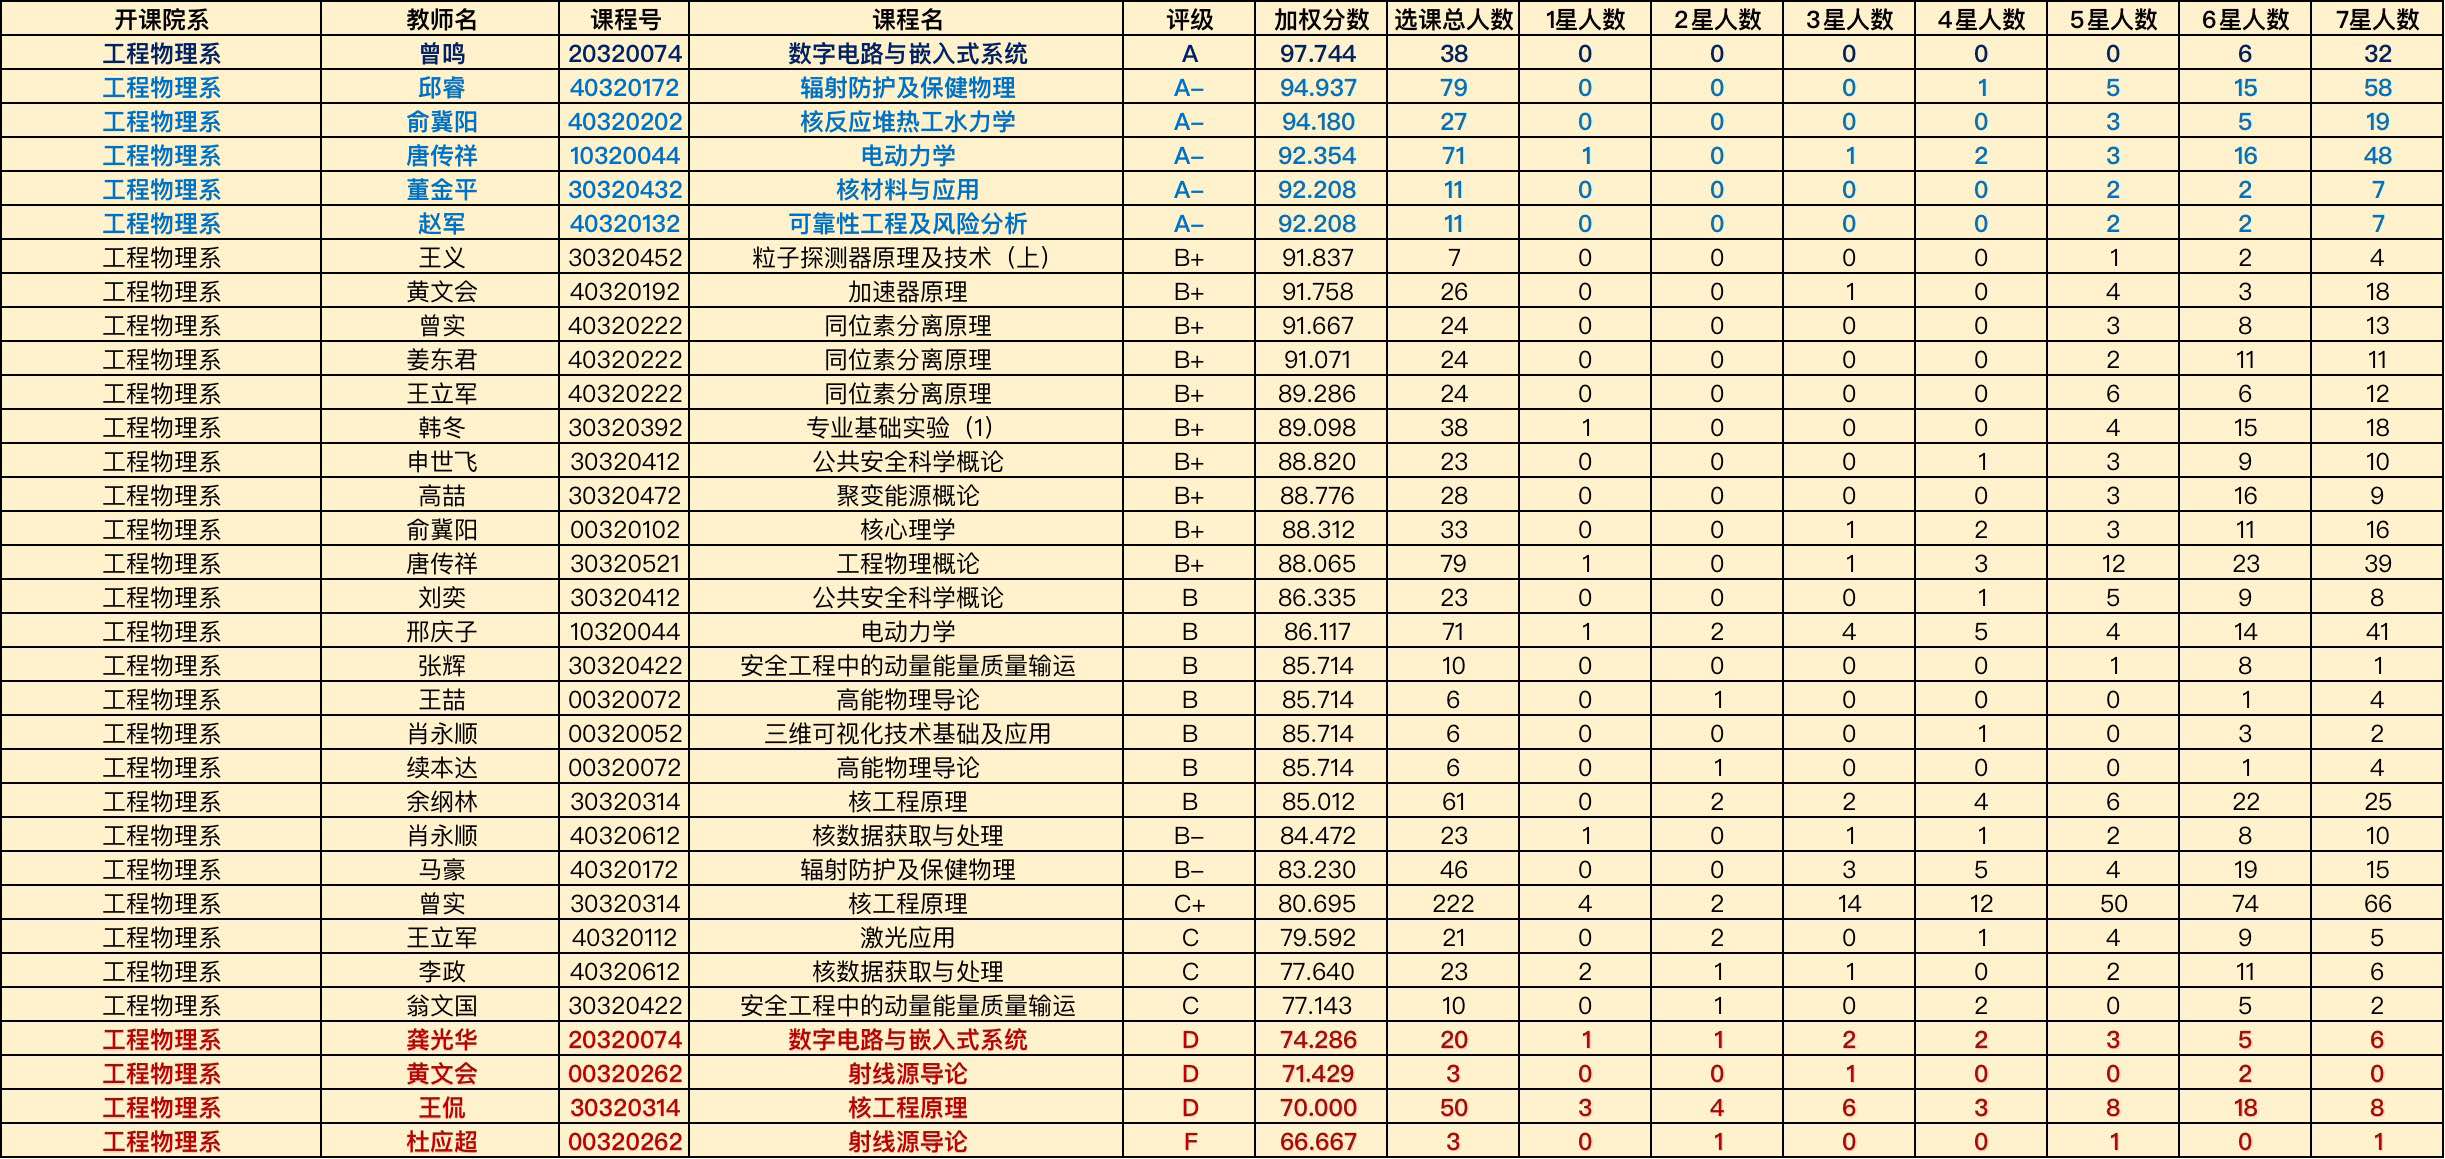 开课院系 教师名 课程号 课程名 评级 加权分数 选课总人数 1星人数 2星人数 3星人数 4星人数 5星人数 6星人数 7星人数
工程物理系 曾鸣 20320074 数字电路与嵌入式系统 A 97.744 38 0 0 0 0 0 6 32
工程物理系 邱睿 40320172 辐射防护及保健物理 A- 94.937 79 0 0 0 1 5 15 58
工程物理系 俞冀阳 40320202 核反应堆热工水力学 A- 94.180 27 0 0 0 0 3 5 19
工程物理系 唐传祥 10320044 电动力学 A- 92.354 71 1 0 1 2 3 16 48
工程物理系 董金平 30320432 核材料与应用 A- 92.208 11 0 0 0 0 2 2 7
工程物理系 赵军 40320132 可靠性工程及风险分析 A- 92.208 11 0 0 0 0 2 2 7
工程物理系 王义 30320452 粒子探测器原理及技术（上） B+ 91.837 7 0 0 0 0 1 2 4
工程物理系 黄文会 40320192 加速器原理 B+ 91.758 26 0 0 1 0 4 3 18
工程物理系 曾实 40320222 同位素分离原理 B+ 91.667 24 0 0 0 0 3 8 13
工程物理系 姜东君 40320222 同位素分离原理 B+ 91.071 24 0 0 0 0 2 11 11
工程物理系 王立军 40320222 同位素分离原理 B+ 89.286 24 0 0 0 0 6 6 12
工程物理系 韩冬 30320392 专业基础实验（1） B+ 89.098 38 1 0 0 0 4 15 18
工程物理系 申世飞 30320412 公共安全科学概论 B+ 88.820 23 0 0 0 1 3 9 10
工程物理系 高喆 30320472 聚变能源概论 B+ 88.776 28 0 0 0 0 3 16 9
工程物理系 俞冀阳 00320102 核心理学 B+ 88.312 33 0 0 1 2 3 11 16
工程物理系 唐传祥 30320521 工程物理概论 B+ 88.065 79 1 0 1 3 12 23 39
工程物理系 刘奕 30320412 公共安全科学概论 B 86.335 23 0 0 0 1 5 9 8
工程物理系 邢庆子 10320044 电动力学 B 86.117 71 1 2 4 5 4 14 41
工程物理系 张辉 30320422 安全工程中的动量能量质量输运 B 85.714 10 0 0 0 0 1 8 1
工程物理系 王喆 00320072 高能物理导论 B 85.714 6 0 1 0 0 0 1 4
工程物理系 肖永顺 00320052 三维可视化技术基础及应用 B 85.714 6 0 0 0 1 0 3 2
工程物理系 续本达 00320072 高能物理导论 B 85.714 6 0 1 0 0 0 1 4
工程物理系 余纲林 30320314 核工程原理 B 85.012 61 0 2 2 4 6 22 25
工程物理系 肖永顺 40320612 核数据获取与处理 B- 84.472 23 1 0 1 1 2 8 10
工程物理系 马豪 40320172 辐射防护及保健物理 B- 83.230 46 0 0 3 5 4 19 15
工程物理系 曾实 30320314 核工程原理 C+ 80.695 222 4 2 14 12 50 74 66
工程物理系 王立军 40320112 激光应用 C 79.592 21 0 2 0 1 4 9 5
工程物理系 李政 40320612 核数据获取与处理 C 77.640 23 2 1 1 0 2 11 6
工程物理系 翁文国 30320422 安全工程中的动量能量质量输运 C 77.143 10 0 1 0 2 0 5 2
工程物理系 龚光华 20320074 数字电路与嵌入式系统 D 74.286 20 1 1 2 2 3 5 6
工程物理系 黄文会 00320262 射线源导论 D 71.429 3 0 0 1 0 0 2 0
工程物理系 王侃 30320314 核工程原理 D 70.000 50 3 4 6 3 8 18 8
工程物理系 杜应超 00320262 射线源导论 F 66.667 3 0 1 0 0 1 0 1